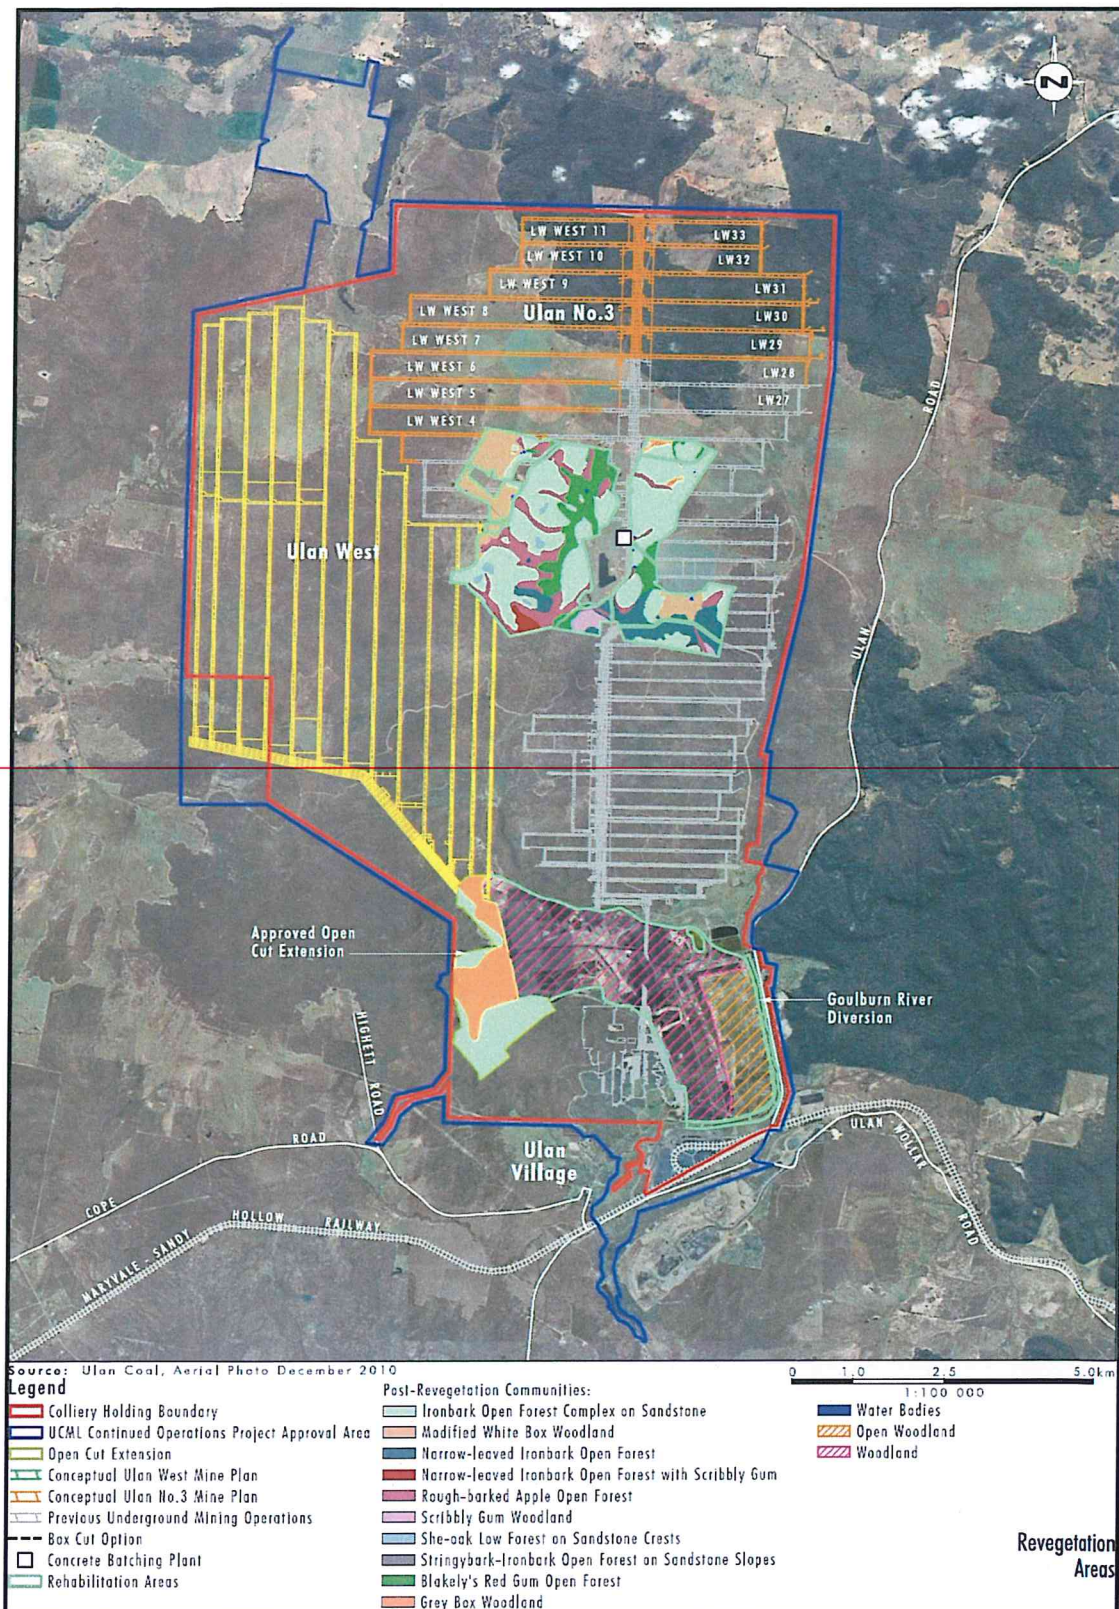 N
LW WEST 11
LW33
LW WEST 10
LW32
LW WEST 9
LW31
LW WEST 8
Ulan No.3
LW30
LW WEST 7
LW29
LW WEST 6
LW28
LW WEST 5
LW27
LW WEST 4
ULAN ROAD
Ulan West
Approved Open
Cut Extension
Goulburn River
Diversion
HIGHETT ROAD
COPE ROAD
Ulan
Village
ULAN - WOLLAR ROAD
MARYVALE - SANDY HOLLOW RAILWAY
Source: Ulan Coal, Aerial Photo December 2010
0 1.0 2.5 5.0km
1:100 000
Legend
Colliery Holding Boundary
UCML Continued Operations Project Approval Area
Open Cut Extension
Conceptual Ulan West Mine Plan
Conceptual Ulan No.3 Mine Plan
Previous Underground Mining Operations
Box Cut Option
Concrete Batching Plant
Rehabilitation Areas
Post-Revegetation Communities:
Ironbark Open Forest Complex on Sandstone
Modified White Box Woodland
Narrow-leaved Ironbark Open Forest
Narrow-leaved Ironbark Open Forest with Scribbly Gum
Rough-barked Apple Open Forest
Scribbly Gum Woodland
She-oak Low Forest on Sandstone Crests
Stringybark-Ironbark Open Forest on Sandstone Slopes
Blakely's Red Gum Open Forest
Grey Box Woodland
Water Bodies
Open Woodland
Woodland
Revegetation
Areas